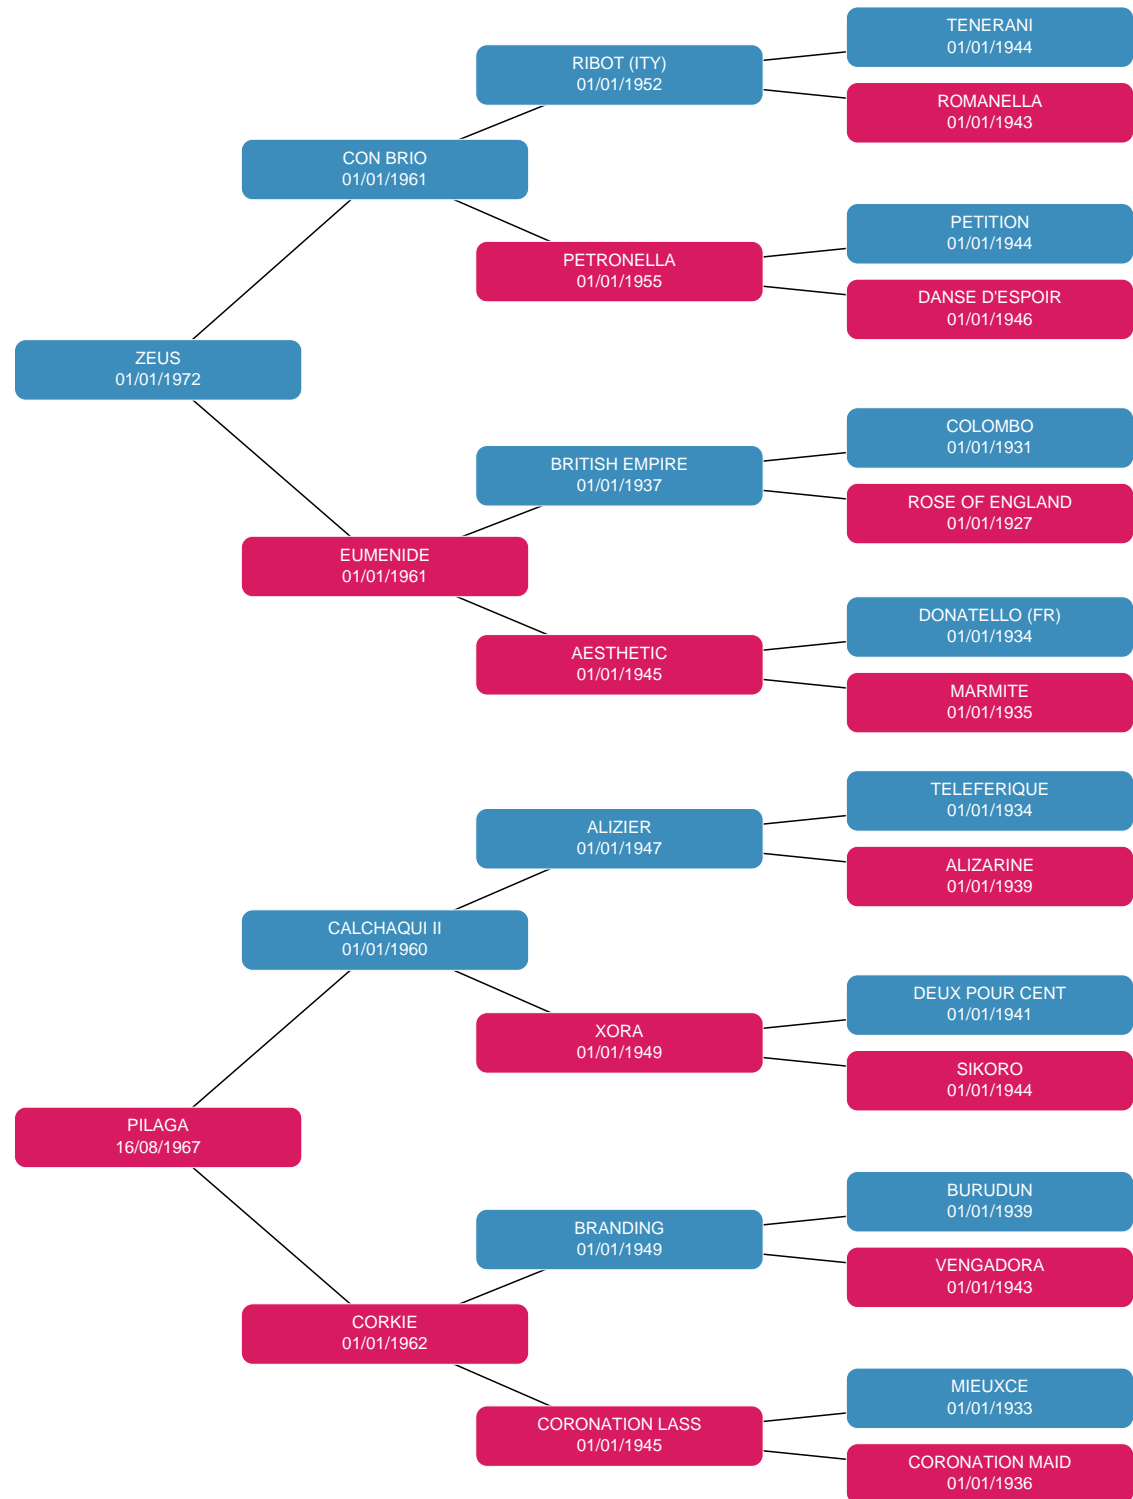 TENERANI
01/01/1944
RIBOT (ITY)
01/01/1952
ROMANELLA
01/01/1943
CON BRIO
01/01/1961
PETITION
01/01/1944
PETRONELLA
01/01/1955
DANSE D'ESPOIR
01/01/1946
ZEUS
01/01/1972
COLOMBO
01/01/1931
BRITISH EMPIRE
01/01/1937
ROSE OF ENGLAND
01/01/1927
EUMENIDE
01/01/1961
DONATELLO (FR)
01/01/1934
AESTHETIC
01/01/1945
MARMITE
01/01/1935
TELEFERIQUE
01/01/1934
ALIZIER
01/01/1947
ALIZARINE
01/01/1939
CALCHAQUI II
01/01/1960
DEUX POUR CENT
01/01/1941
XORA
01/01/1949
SIKORO
01/01/1944
PILAGA
16/08/1967
BURUDUN
01/01/1939
BRANDING
01/01/1949
VENGADORA
01/01/1943
CORKIE
01/01/1962
MIEUXCE
01/01/1933
CORONATION LASS
01/01/1945
CORONATION MAID
01/01/1936